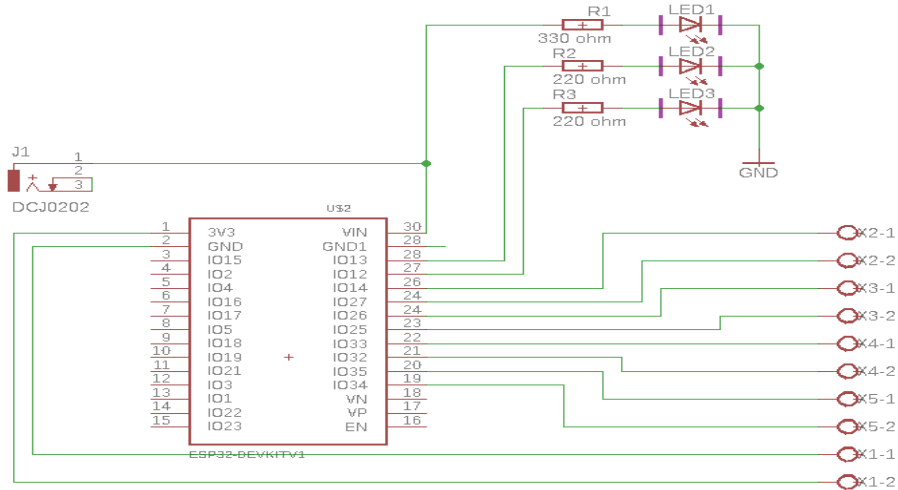 R1
LED1
330 ohm
R2
LED2
220 ohm
R3
LED3
220 ohm
GND
J1
1
2
3
DCJ0202
1 3V3 VIN 30
2 GND GND1 28
3 IO15 IO13 28
4 IO2 IO12 27
5 IO4 IO14 26
6 IO16 IO27 24
7 IO17 IO26 24
8 IO5 IO25 23
9 IO18 IO33 22
10 IO19 IO32 21
11 IO21 IO35 20
12 IO3 IO34 19
13 IO1 VN 18
14 IO22 VP 17
15 IO23 EN 16
ESP32-DEVKITV1
X2-1
X2-2
X3-1
X3-2
X4-1
X4-2
X5-1
X5-2
X1-1
X1-2